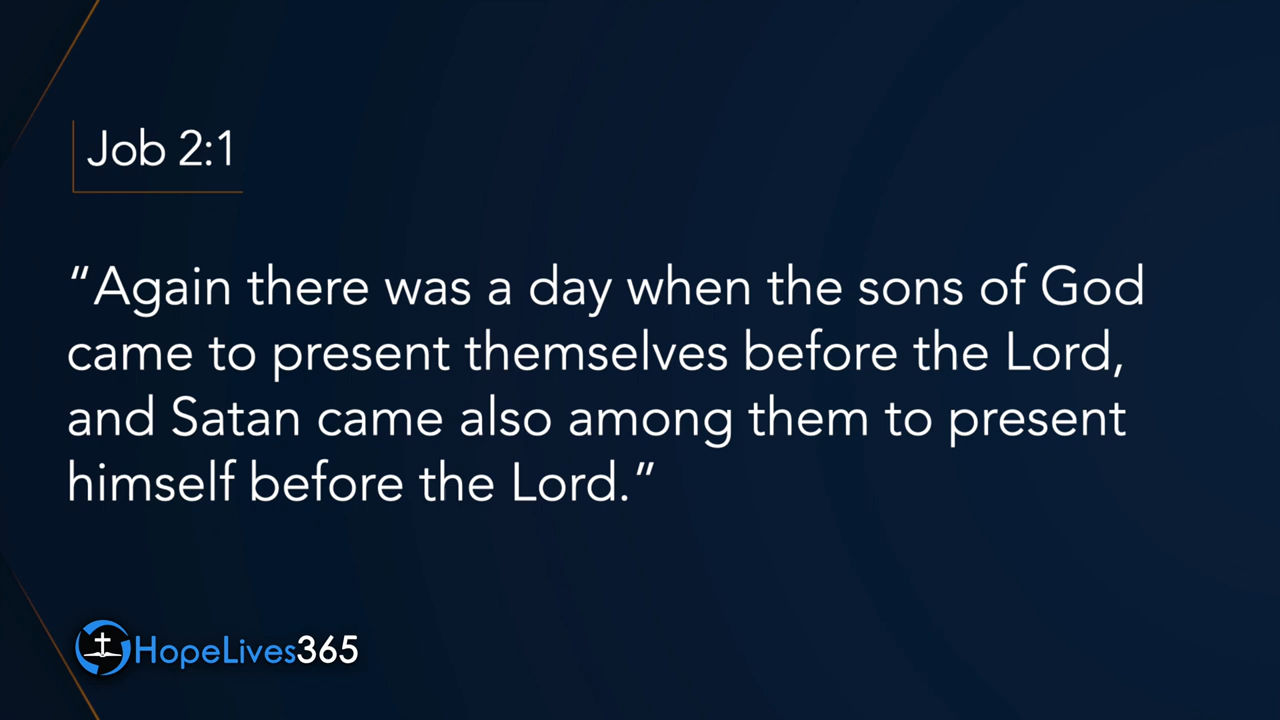 Job 2:1
“Again there was a day when the sons of God
came to present themselves before the Lord,
and Satan came also among them to present
himself before the Lord.”
HopeLives365